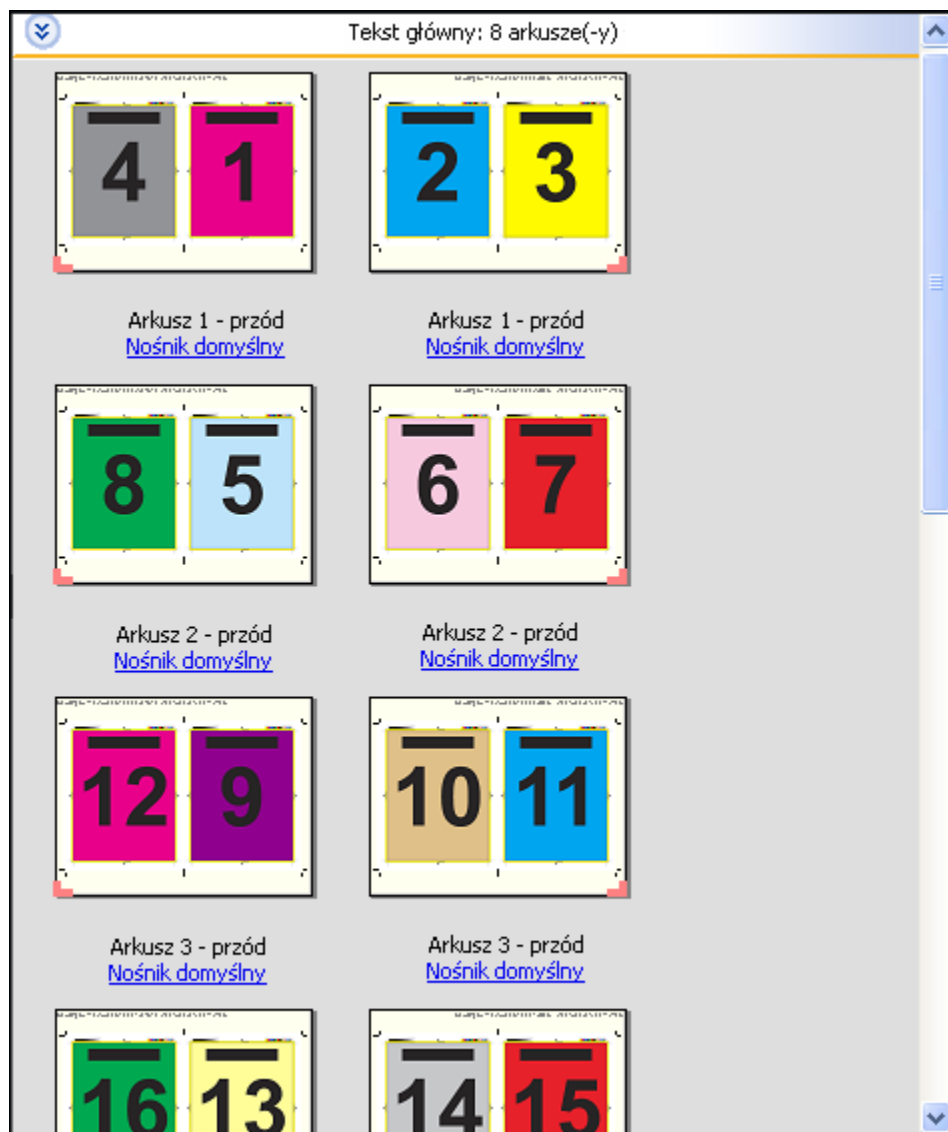 Tekst główny: 8 arkusze(-y)
4 1 2 3
Arkusz 1 - przód Arkusz 1 - przód
Nośnik domyślny Nośnik domyślny
8 5 6 7
Arkusz 2 - przód Arkusz 2 - przód
Nośnik domyślny Nośnik domyślny
12 9 10 11
Arkusz 3 - przód Arkusz 3 - przód
Nośnik domyślny Nośnik domyślny
16 13 14 15